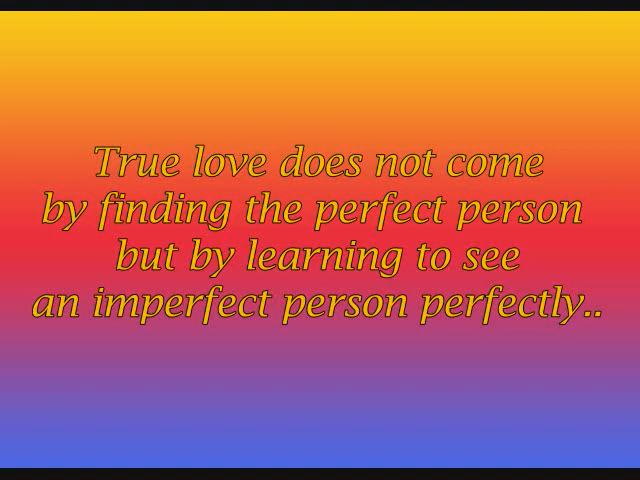 True love does not come
by finding the perfect person
but by learning to see
an imperfect person perfectly..